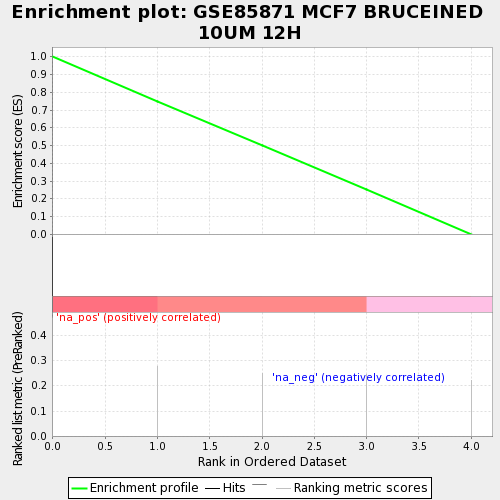 Enrichment plot: GSE85871 MCF7 BRUCEINED
10UM 12H
Enrichment score (ES)
1.0
0.9
0.8
0.7
0.6
0.5
0.4
0.3
0.2
0.1
0.0
'na_pos' (positively correlated)
'na_neg' (negatively correlated)
Ranked list metric (PreRanked)
0.4
0.3
0.2
0.1
0.0
0.0 0.5 1.0 1.5 2.0 2.5 3.0 3.5 4.0
Rank in Ordered Dataset
Enrichment profile Hits Ranking metric scores